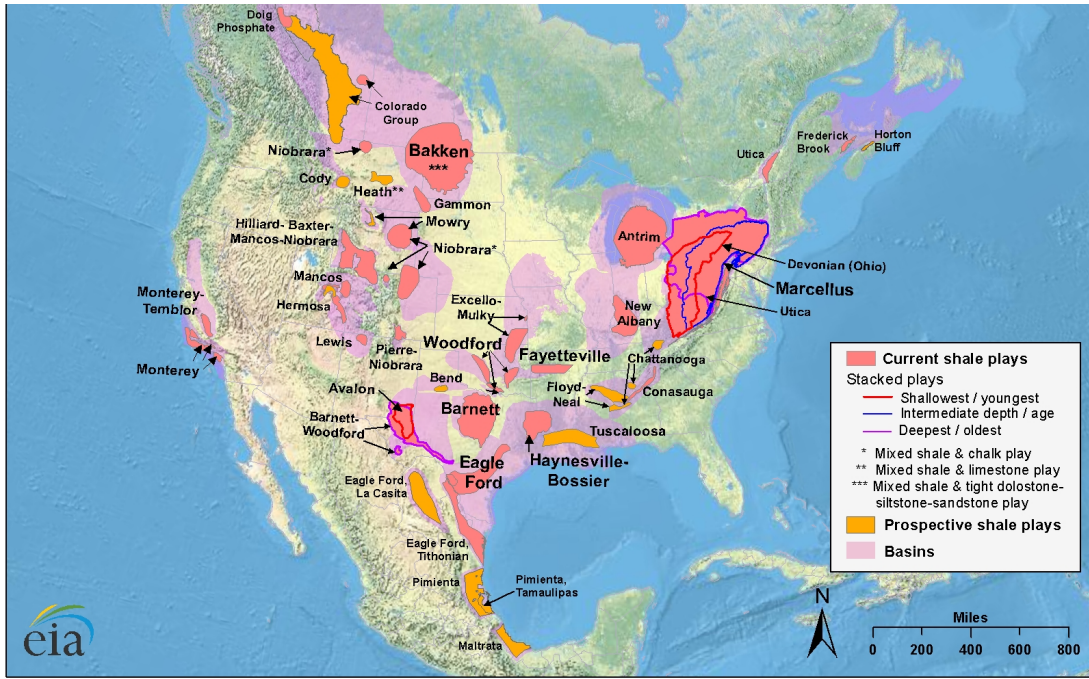 Doig
Phosphate
Colorado
Group
Niobrara*
Bakken
***
Cody
Heath**
Gammon
Mowry
Hilliard- Baxter-
Mancos-Niobrara
Niobrara*
Mancos
Hermosa
Monterey-
Temblor
Monterey
Lewis
Pierre-
Niobrara
Excello-
Mulky
Woodford
Fayetteville
Bend
Avalon
Barnett
Barnett-
Woodford
Eagle
Ford
Haynesville-
Bossier
Tuscaloosa
Floyd-
Neal
Conasauga
Chattanooga
New
Albany
Antrim
Utica
Frederick
Brook
Horton
Bluff
Devonian (Ohio)
Marcellus
Utica
Eagle Ford,
La Casita
Eagle Ford,
Tithonian
Pimienta
Pimienta,
Tamaulipas
Maltrata
Current shale plays
Stacked plays
Shallowest / youngest
Intermediate depth / age
Deepest / oldest
* Mixed shale & chalk play
** Mixed shale & limestone play
*** Mixed shale & tight dolostone-
siltstone-sandstone play
Prospective shale plays
Basins
eia
N
Miles
0 200 400 600 800